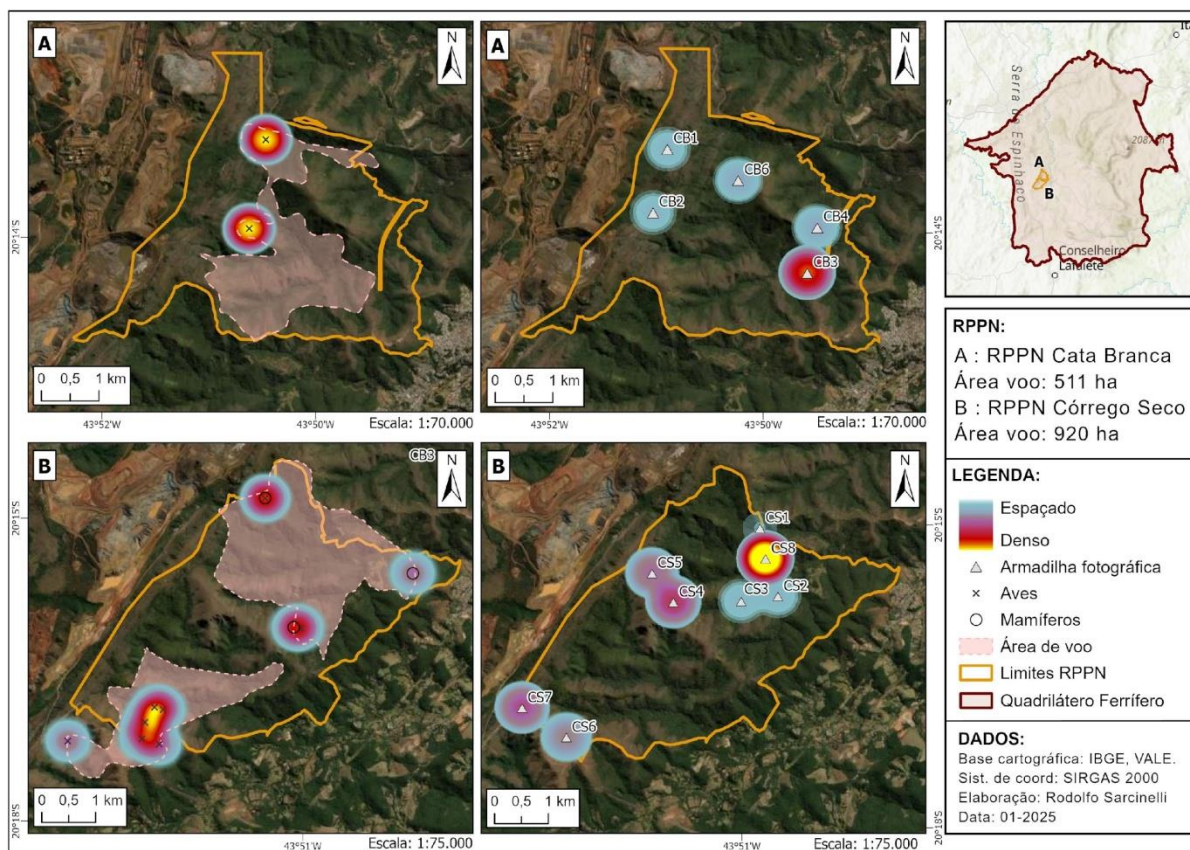 A
N
20°14'S
0 0,5 1 km
43°52'W
43°50'W
Escala:: 1:70.000
A
N
CB1
CB6
CB2
CB4
CB3
20°14'S
0 0,5 1 km
43°52'W
43°50'W
Escala:: 1:70.000
Serra do Espinhaço
2087 m
A
B
Conselheiro
Lafaiete
RPPN:
A : RPPN Cata Branca
Área voo: 511 ha
B : RPPN Córrego Seco
Área voo: 920 ha
B
CB3
N
20°15'S
20°18'S
0 0,5 1 km
43°51'W
Escala: 1:75.000
B
N
CS1
CS8
CS5
CS4
CS3
CS2
CS7
CS6
20°15'S
20°18'S
0 0,5 1 km
43°51'W
Escala: 1:75.000
LEGENDA:
Espaçado
Denso
Armadilha fotográfica
Aves
Mamíferos
Área de voo
Limites RPPN
Quadrilátero Ferrífero
DADOS:
Base cartográfica: IBGE, VALE.
Sist. de coord: SIRGAS 2000
Elaboração: Rodolfo Sarcinelli
Data: 01-2025